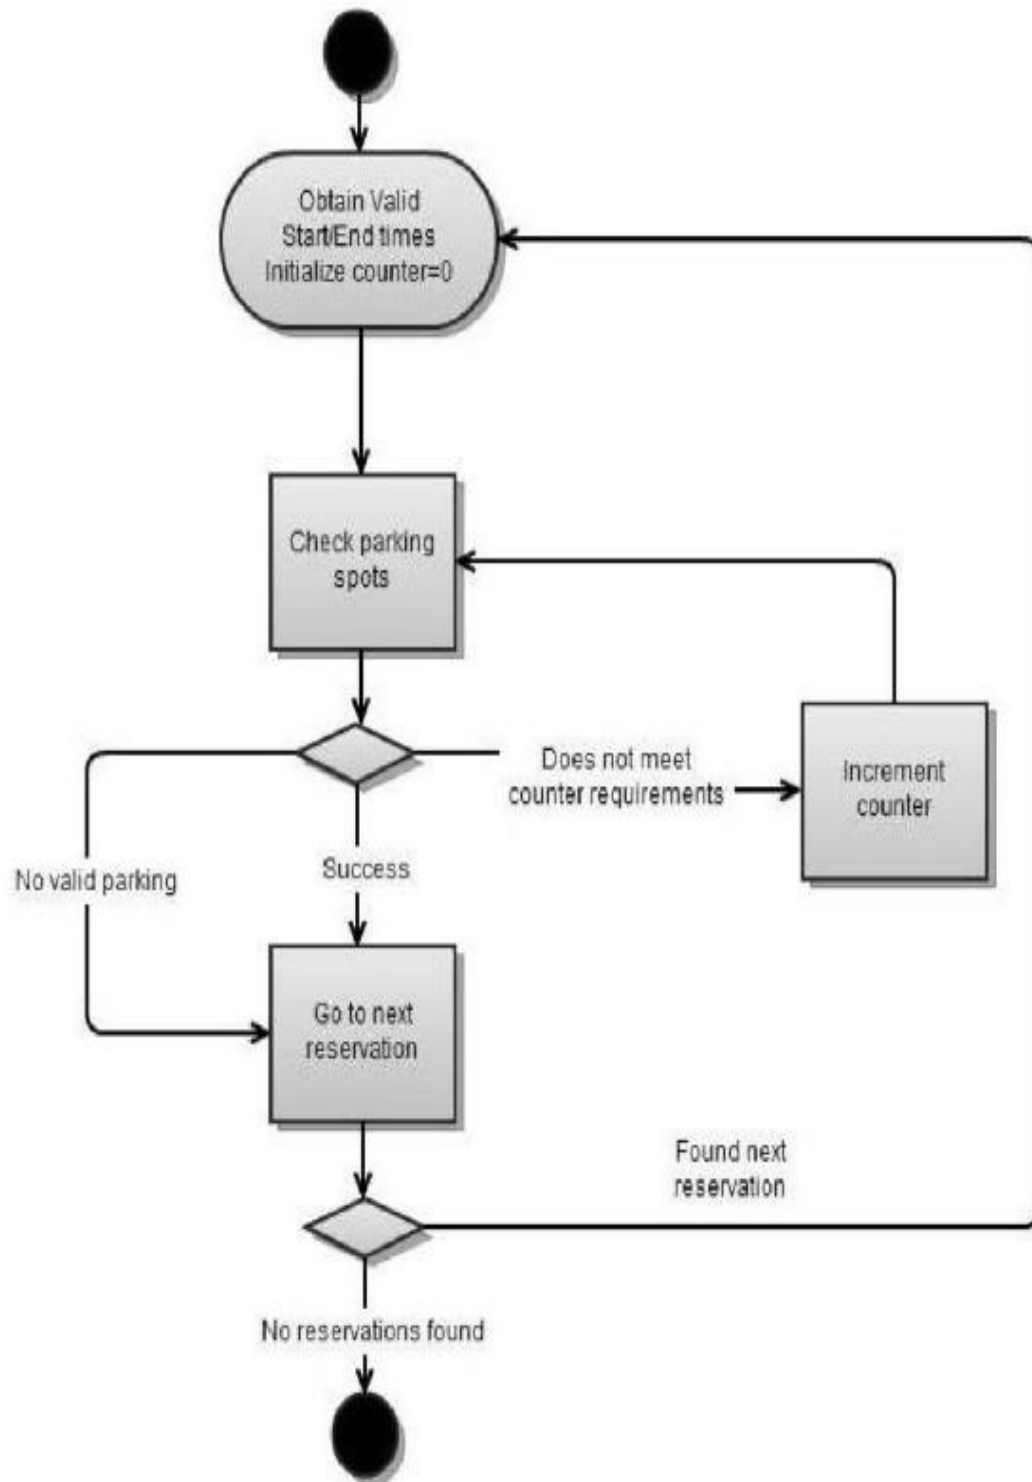 Obtain Valid
Start/End times
Initialize counter=0
Check parking
spots
Does not meet
counter requirements
Increment
counter
No valid parking
Success
Go to next
reservation
Found next
reservation
No reservations found